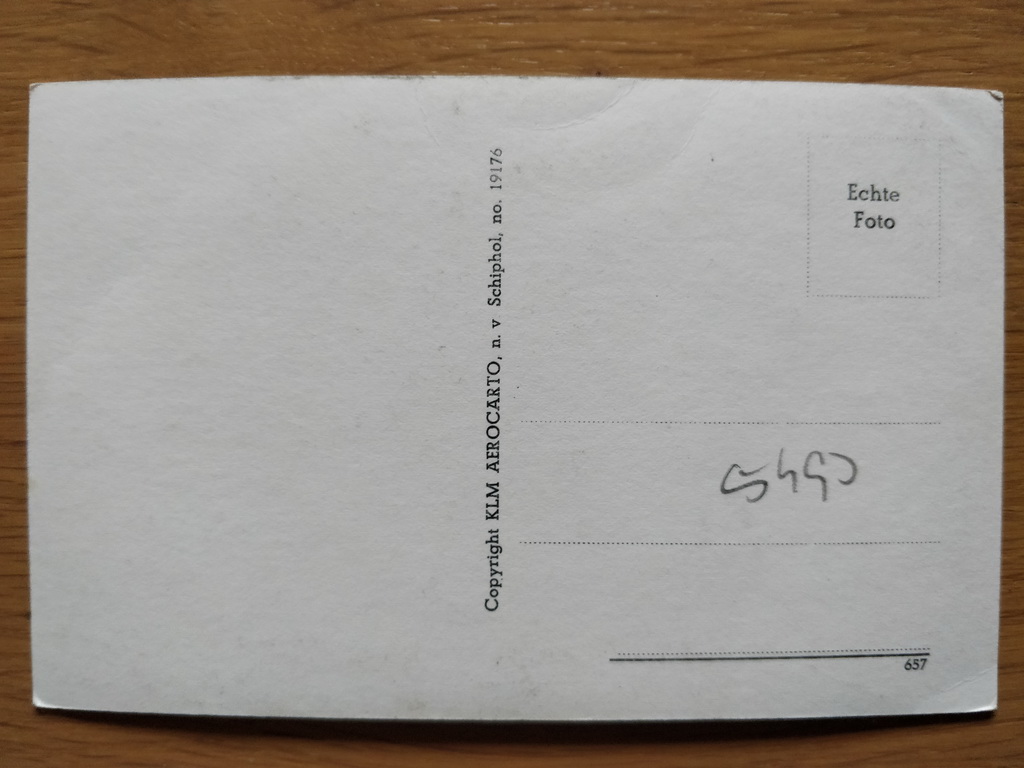 Copyright KLM AEROCARTO, n. v Schiphol, no. 19176
Echte
Foto
657